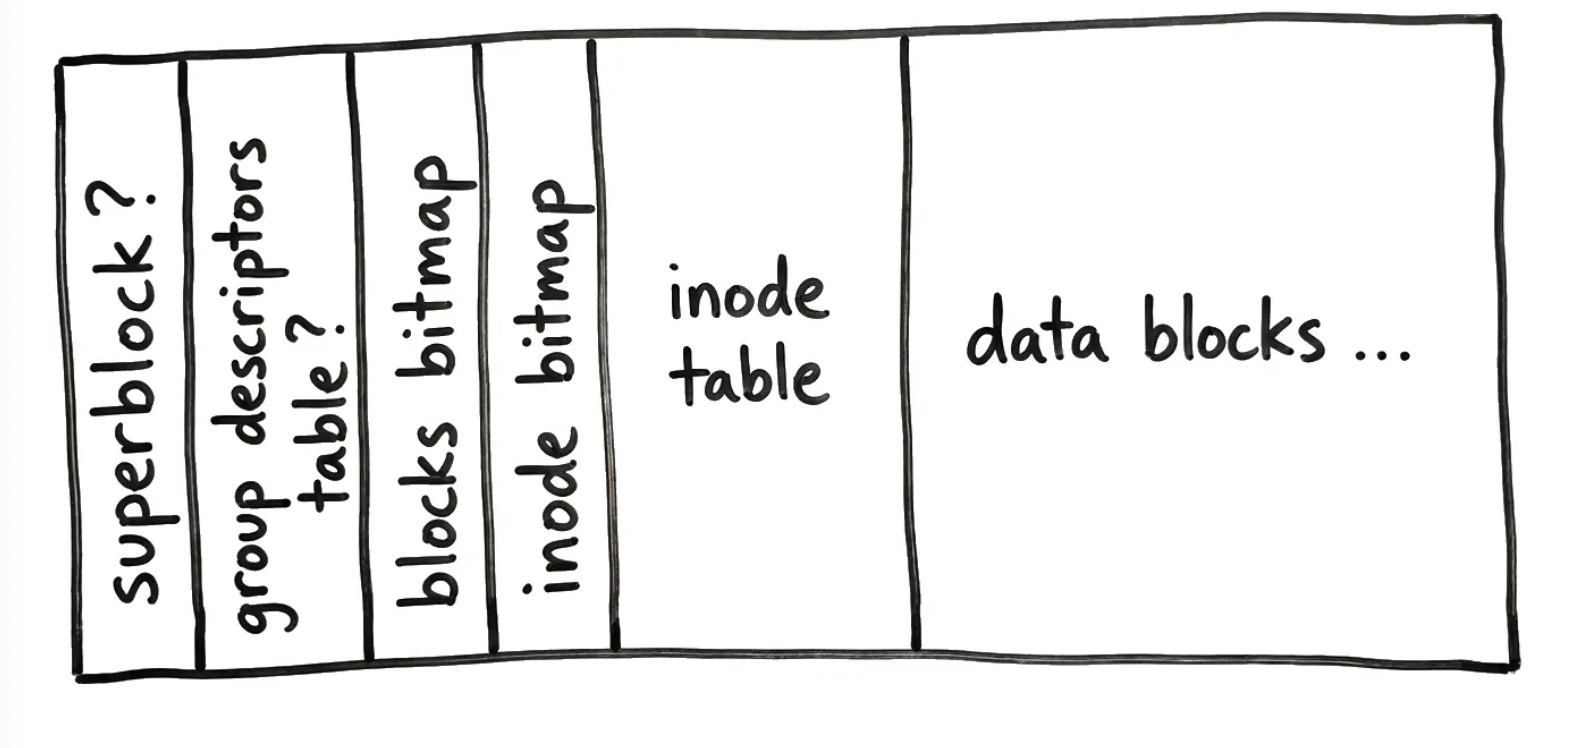 superblock?
group descriptors
table?
blocks bitmap
inode bitmap
inode
table
data blocks ...